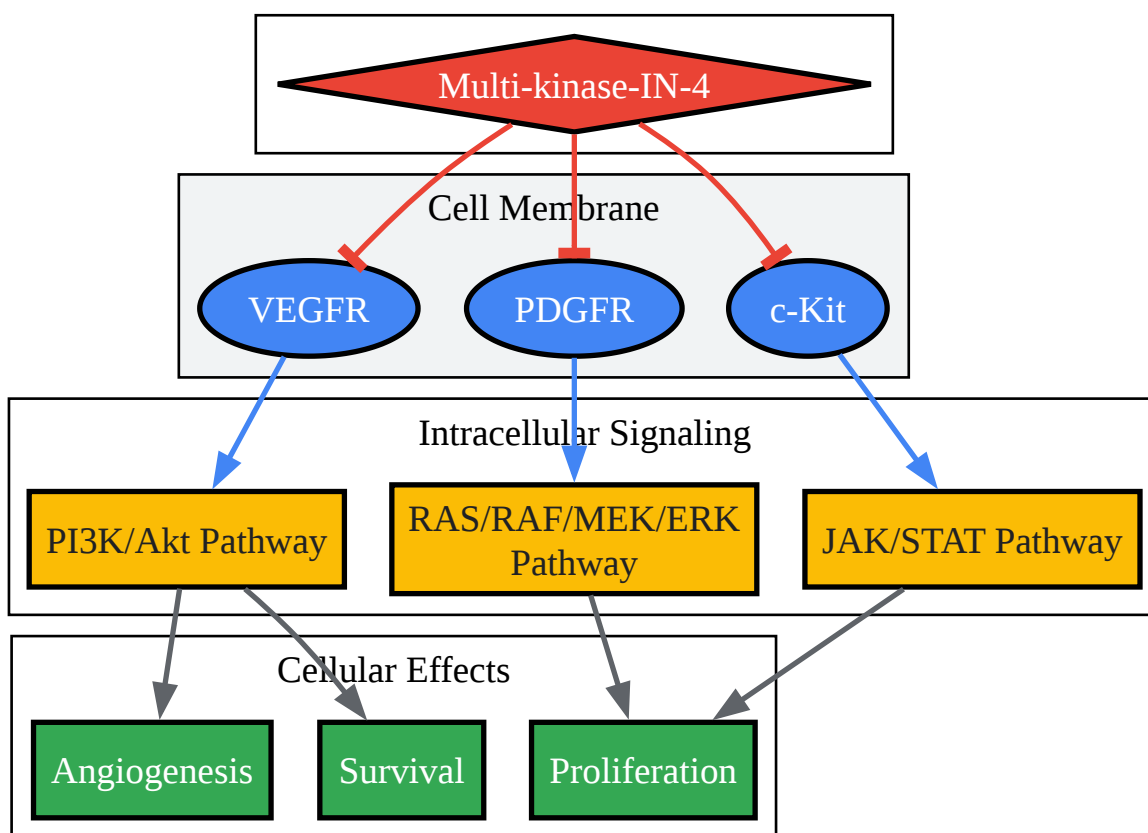 Multi-kinase-IN-4
Cell Membrane
VEGFR
PDGFR
c-Kit
Intracellular Signaling
PI3K/Akt Pathway
RAS/RAF/MEK/ERK
Pathway
JAK/STAT Pathway
Cellular Effects
Angiogenesis
Survival
Proliferation